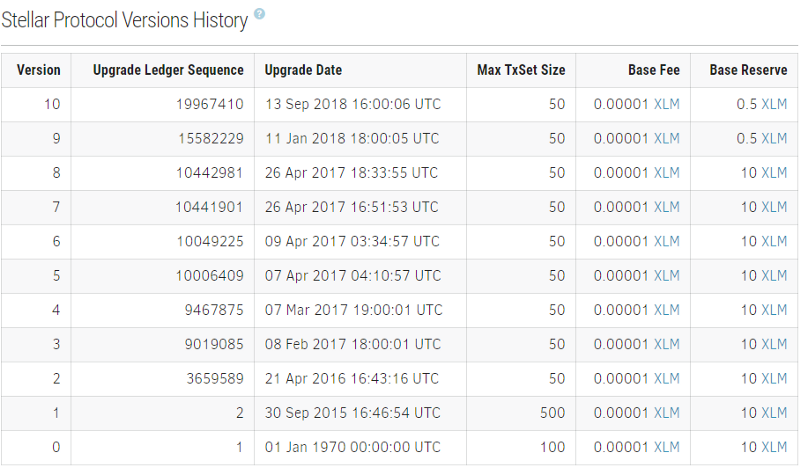 Stellar Protocol Versions History ?
Version Upgrade Ledger Sequence Upgrade Date Max TxSet Size Base Fee Base Reserve
10 19967410 13 Sep 2018 16:00:06 UTC 50 0.00001 XLM 0.5 XLM
9 15582229 11 Jan 2018 18:00:05 UTC 50 0.00001 XLM 0.5 XLM
8 10442981 26 Apr 2017 18:33:55 UTC 50 0.00001 XLM 10 XLM
7 10441901 26 Apr 2017 16:51:53 UTC 50 0.00001 XLM 10 XLM
6 10049225 09 Apr 2017 03:34:57 UTC 50 0.00001 XLM 10 XLM
5 10006409 07 Apr 2017 04:10:57 UTC 50 0.00001 XLM 10 XLM
4 9467875 07 Mar 2017 19:00:01 UTC 50 0.00001 XLM 10 XLM
3 9019085 08 Feb 2017 18:00:01 UTC 50 0.00001 XLM 10 XLM
2 3659589 21 Apr 2016 16:43:16 UTC 50 0.00001 XLM 10 XLM
1 2 30 Sep 2015 16:46:54 UTC 500 0.00001 XLM 10 XLM
0 1 01 Jan 1970 00:00:00 UTC 100 0.00001 XLM 10 XLM